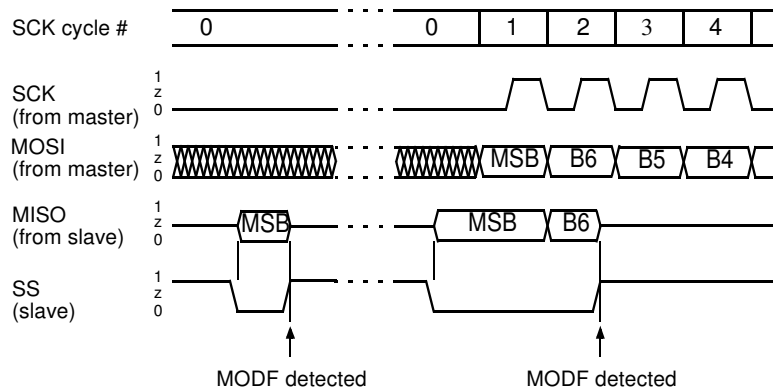 SCK cycle # 0 0 1 2 3 4
SCK
(from master)
1
z
0
MOSI
(from master)
1
z
0
MSB B6 B5 B4
MISO
(from slave)
1
z
0
MSB MSB B6
SS
(slave)
1
z
0
MODF detected MODF detected